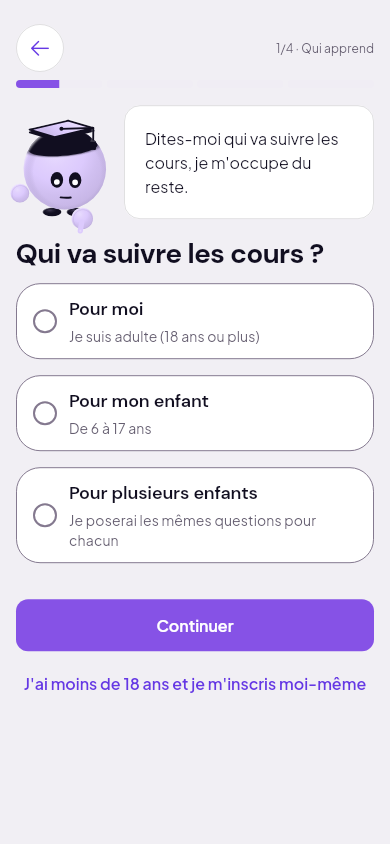 1/4 · Qui apprend
Dites-moi qui va suivre les
cours, je m'occupe du
reste.
Qui va suivre les cours ?
Pour moi
Je suis adulte (18 ans ou plus)
Pour mon enfant
De 6 à 17 ans
Pour plusieurs enfants
Je poserai les mêmes questions pour
chacun
Continuer
J'ai moins de 18 ans et je m'inscris moi-même